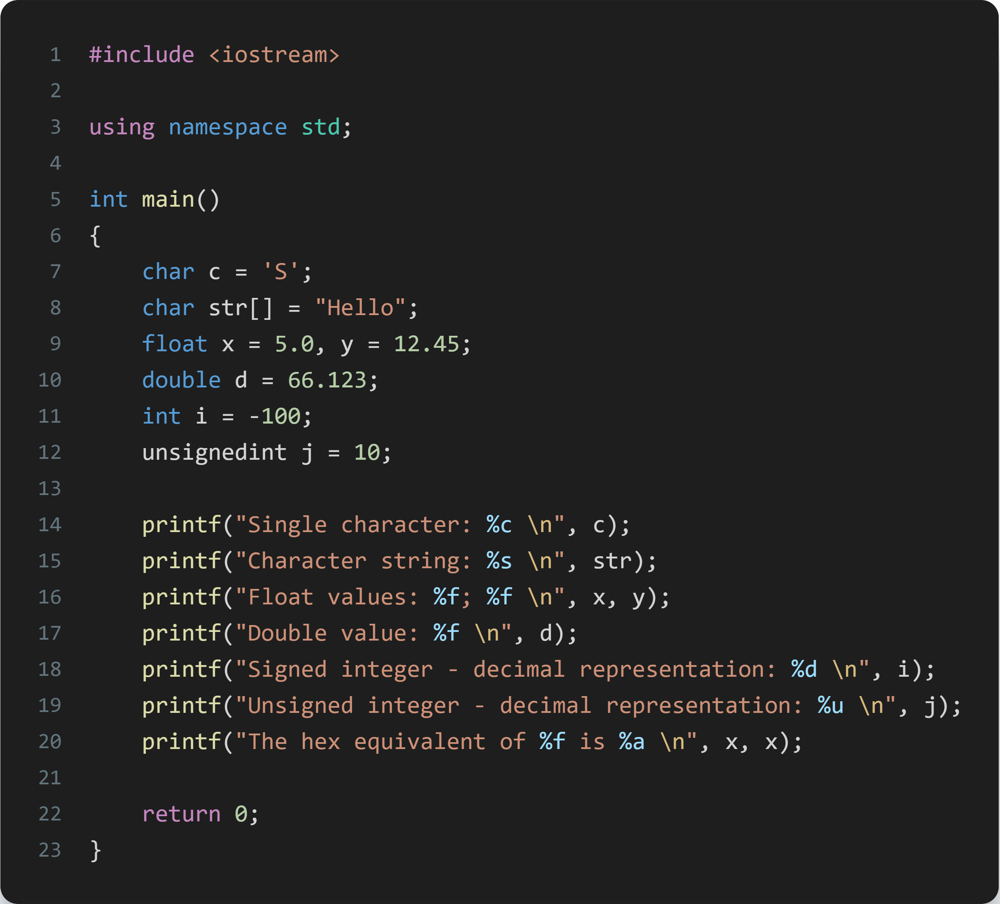 1 #include <iostream>
2
3 using namespace std;
4
5 int main()
6 {
7     char c = 'S';
8     char str[] = "Hello";
9     float x = 5.0, y = 12.45;
10     double d = 66.123;
11     int i = -100;
12     unsignedint j = 10;
13
14     printf("Single character: %c \n", c);
15     printf("Character string: %s \n", str);
16     printf("Float values: %f; %f \n", x, y);
17     printf("Double value: %f \n", d);
18     printf("Signed integer - decimal representation: %d \n", i);
19     printf("Unsigned integer - decimal representation: %u \n", j);
20     printf("The hex equivalent of %f is %a \n", x, x);
21
22     return 0;
23 }